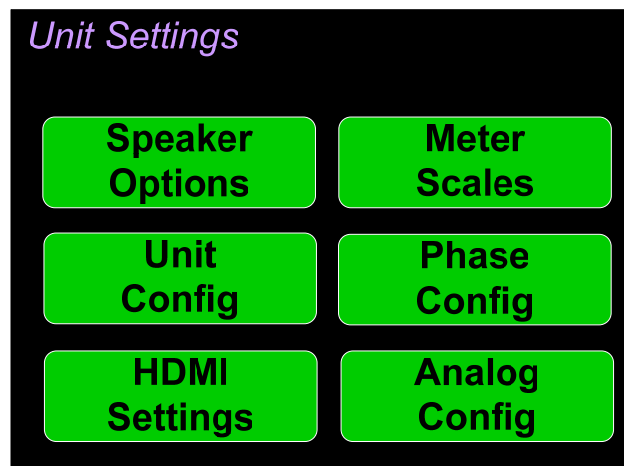 Unit Settings
Speaker
Options
Meter
Scales
Unit
Config
Phase
Config
HDMI
Settings
Analog
Config